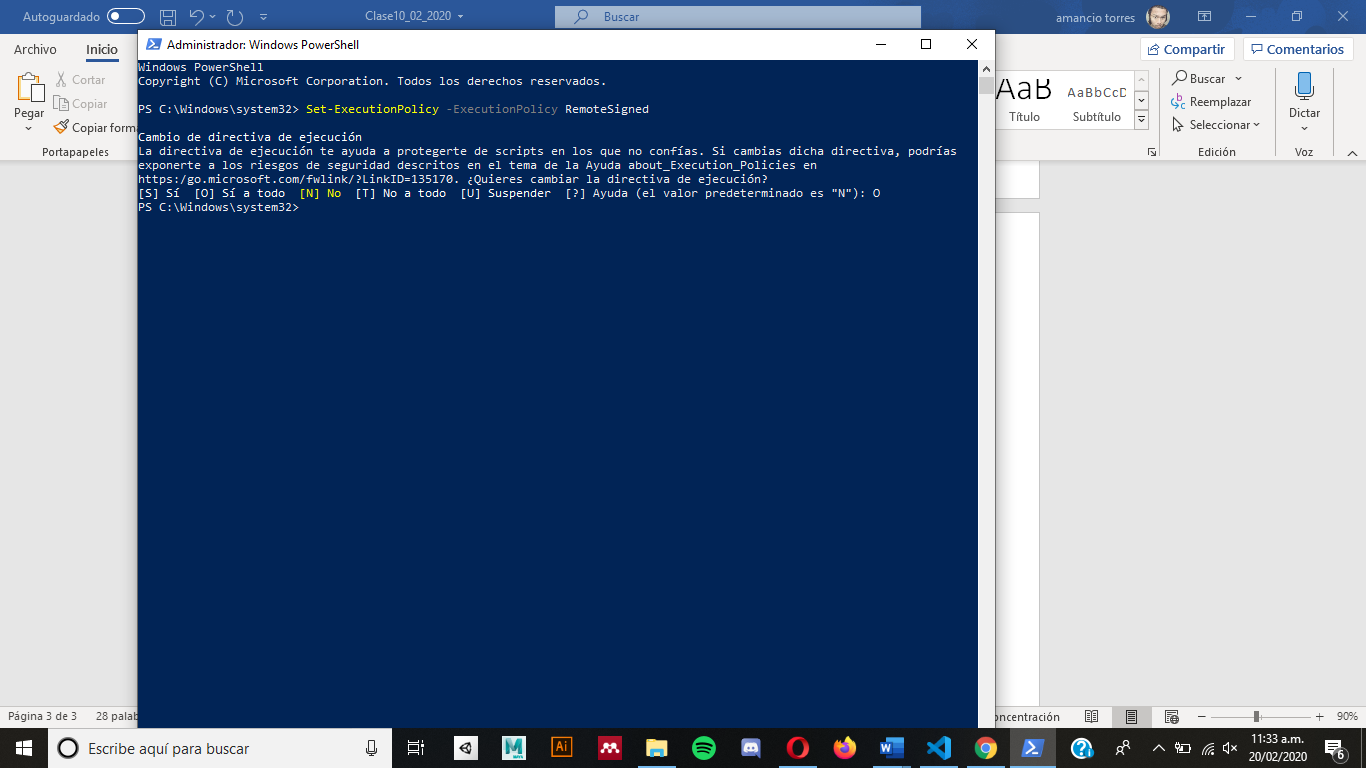 Autoguardado
Clase10_02_2020
Buscar
amancio torres
Archivo
Inicio
Compartir
Comentarios
Administrador: Windows PowerShell
Pegar
Cortar
Copiar
Copiar forma
Portapapeles
AaB
Título
AaBbCcD
Subtítulo
Buscar
Reemplazar
Seleccionar
Edición
Dictar
Voz
Windows PowerShell
Copyright (C) Microsoft Corporation. Todos los derechos reservados.
PS C:\Windows\system32> Set-ExecutionPolicy -ExecutionPolicy RemoteSigned
Cambio de directiva de ejecución
La directiva de ejecución te ayuda a protegerte de scripts en los que no confías. Si cambias dicha directiva, podrías
exponerte a los riesgos de seguridad descritos en el tema de la Ayuda about_Execution_Policies en
https:/go.microsoft.com/fwlink/?LinkID=135170. ¿Quieres cambiar la directiva de ejecución?
[S] Sí  [O] Sí a todo  [N] No  [T] No a todo  [U] Suspender  [?] Ayuda (el valor predeterminado es "N"): O
PS C:\Windows\system32>
Página 3 de 3
28 palab
oncentración
90%
Escribe aquí para buscar
Ai
11:33 a.m.
20/02/2020
6